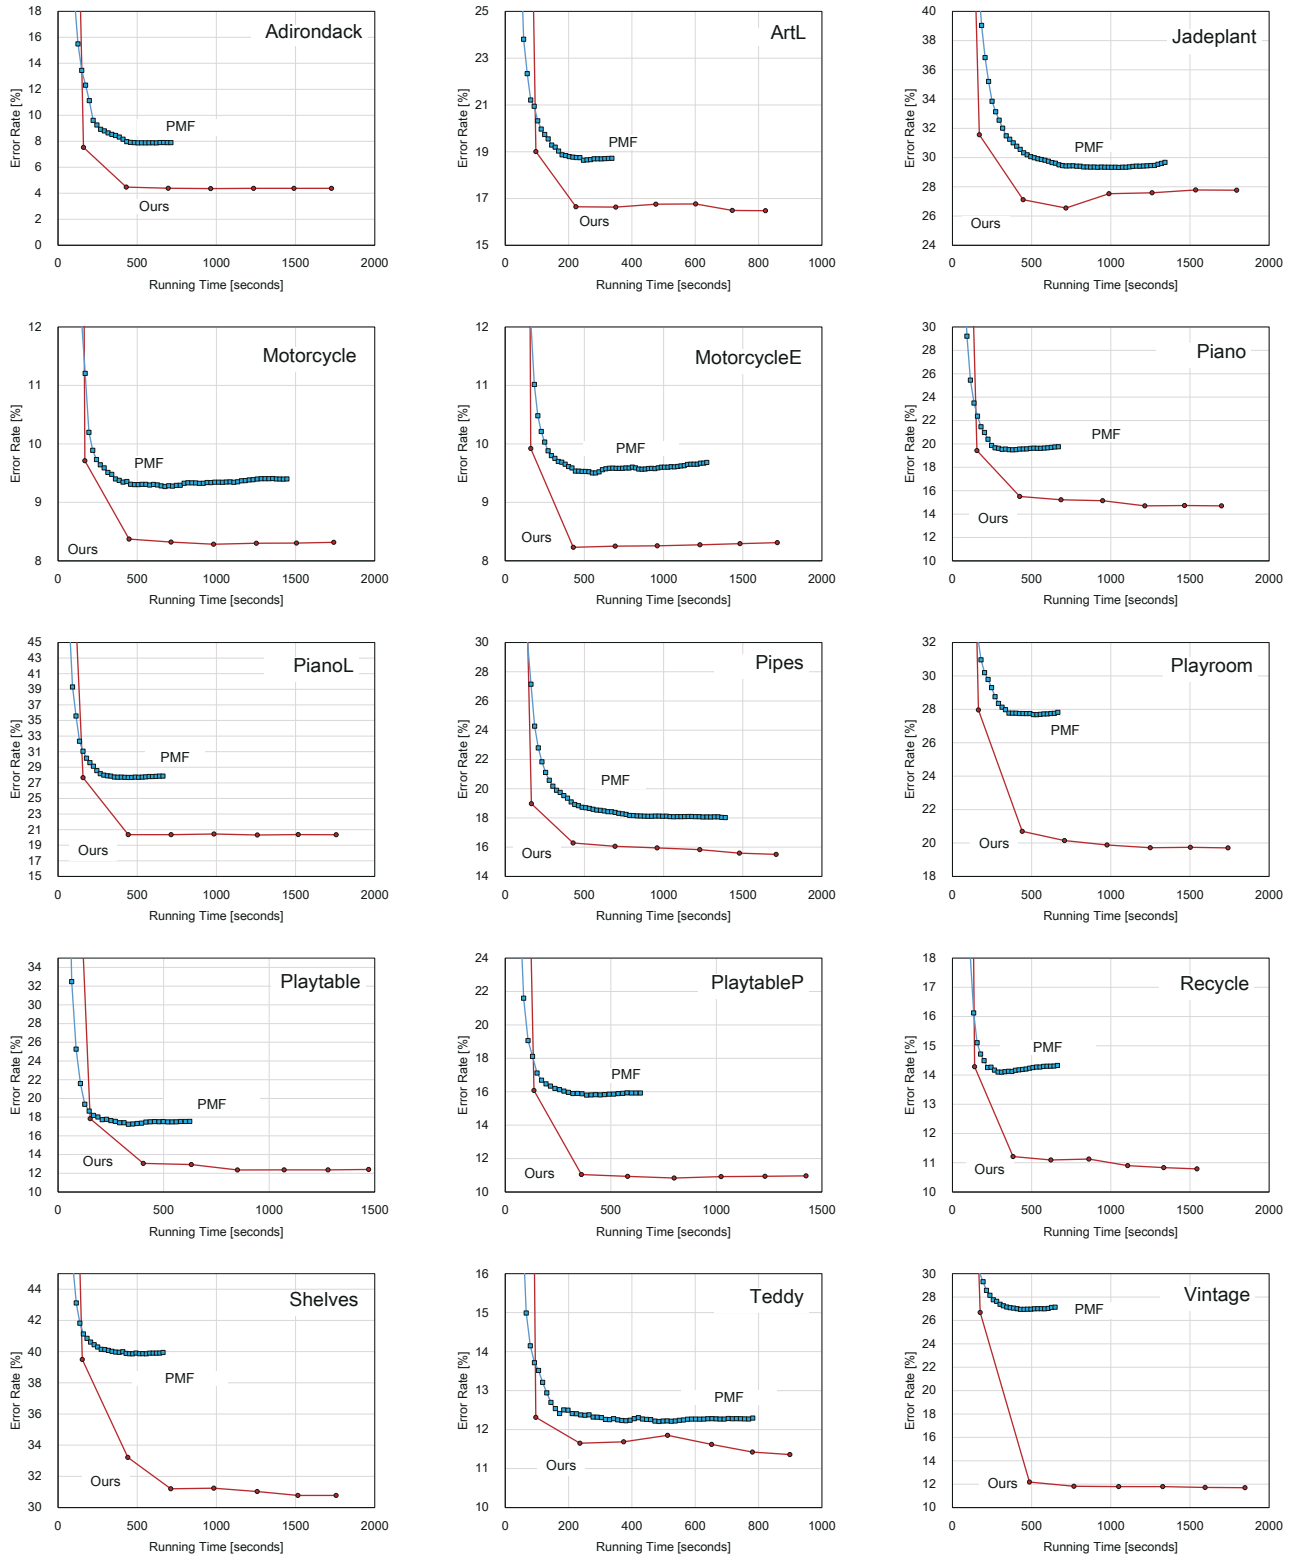 Adirondack
Error Rate [%]
18
16
14
12
10
8
6
4
2
0
PMF
Ours
0 500 1000 1500 2000
Running Time [seconds]
ArtL
Error Rate [%]
25
23
21
19
17
15
PMF
Ours
0 200 400 600 800 1000
Running Time [seconds]
Jadeplant
Error Rate [%]
40
38
36
34
32
30
28
26
24
PMF
Ours
0 500 1000 1500 2000
Running Time [seconds]
Motorcycle
Error Rate [%]
12
11
10
9
8
PMF
Ours
0 500 1000 1500 2000
Running Time [seconds]
MotorcycleE
Error Rate [%]
12
11
10
9
8
PMF
Ours
0 500 1000 1500 2000
Running Time [seconds]
Piano
Error Rate [%]
30
28
26
24
22
20
18
16
14
12
10
PMF
Ours
0 500 1000 1500 2000
Running Time [seconds]
PianoL
Error Rate [%]
45
43
41
39
37
35
33
31
29
27
25
23
21
19
17
15
PMF
Ours
0 500 1000 1500 2000
Running Time [seconds]
Pipes
Error Rate [%]
30
28
26
24
22
20
18
16
14
PMF
Ours
0 500 1000 1500 2000
Running Time [seconds]
Playroom
Error Rate [%]
32
30
28
26
24
22
20
18
PMF
Ours
0 500 1000 1500 2000
Running Time [seconds]
Playtable
Error Rate [%]
34
32
30
28
26
24
22
20
18
16
14
12
10
PMF
Ours
0 500 1000 1500
Running Time [seconds]
PlaytableP
Error Rate [%]
24
22
20
18
16
14
12
10
PMF
Ours
0 500 1000 1500
Running Time [seconds]
Recycle
Error Rate [%]
18
17
16
15
14
13
12
11
10
PMF
Ours
0 500 1000 1500 2000
Running Time [seconds]
Shelves
Error Rate [%]
44
42
40
38
36
34
32
30
PMF
Ours
0 500 1000 1500 2000
Running Time [seconds]
Teddy
Error Rate [%]
16
15
14
13
12
11
10
PMF
Ours
0 200 400 600 800 1000
Running Time [seconds]
Vintage
Error Rate [%]
30
28
26
24
22
20
18
16
14
12
10
PMF
Ours
0 500 1000 1500 2000
Running Time [seconds]